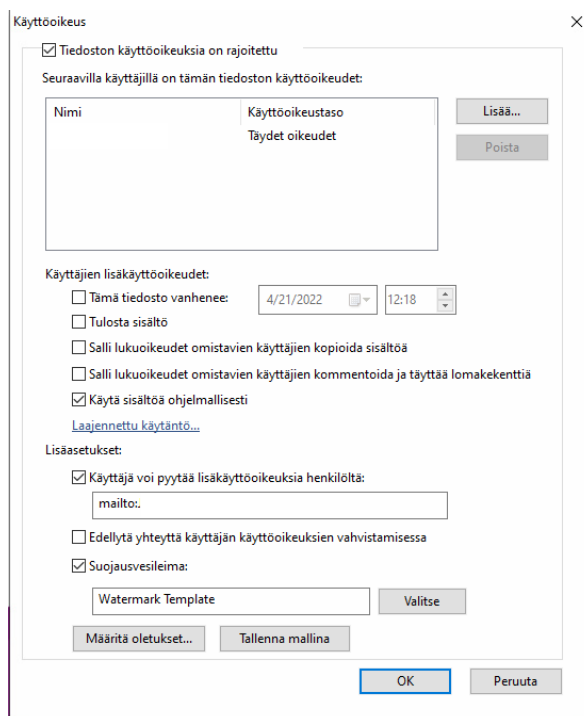 Käyttöoikeus
Tiedoston käyttöoikeuksia on rajoitettu
Seuraavilla käyttäjillä on tämän tiedoston käyttöoikeudet:
Nimi Käyttöoikeustaso Lisää...
Täydet oikeudet
Poista
Käyttäjien lisäkäyttöoikeudet:
Tämä tiedosto vanhenee: 4/21/2022 12:18
Tulosta sisältö
Salli lukuoikeudet omistavien käyttäjien kopioida sisältöä
Salli lukuoikeudet omistavien käyttäjien kommentoida ja täyttää lomakekenttiä
Käytä sisältöä ohjelmallisesti
Laajennettu käytäntö...
Lisäasetukset:
Käyttäjä voi pyytää lisäkäyttöoikeuksia henkilöltä:
mailto:.
Edellytä yhteyttä käyttäjän käyttöoikeuksien vahvistamisessa
Suojausvesileima:
Watermark Template Valitse
Määritä oletukset... Tallenna mallina
OK Peruuta